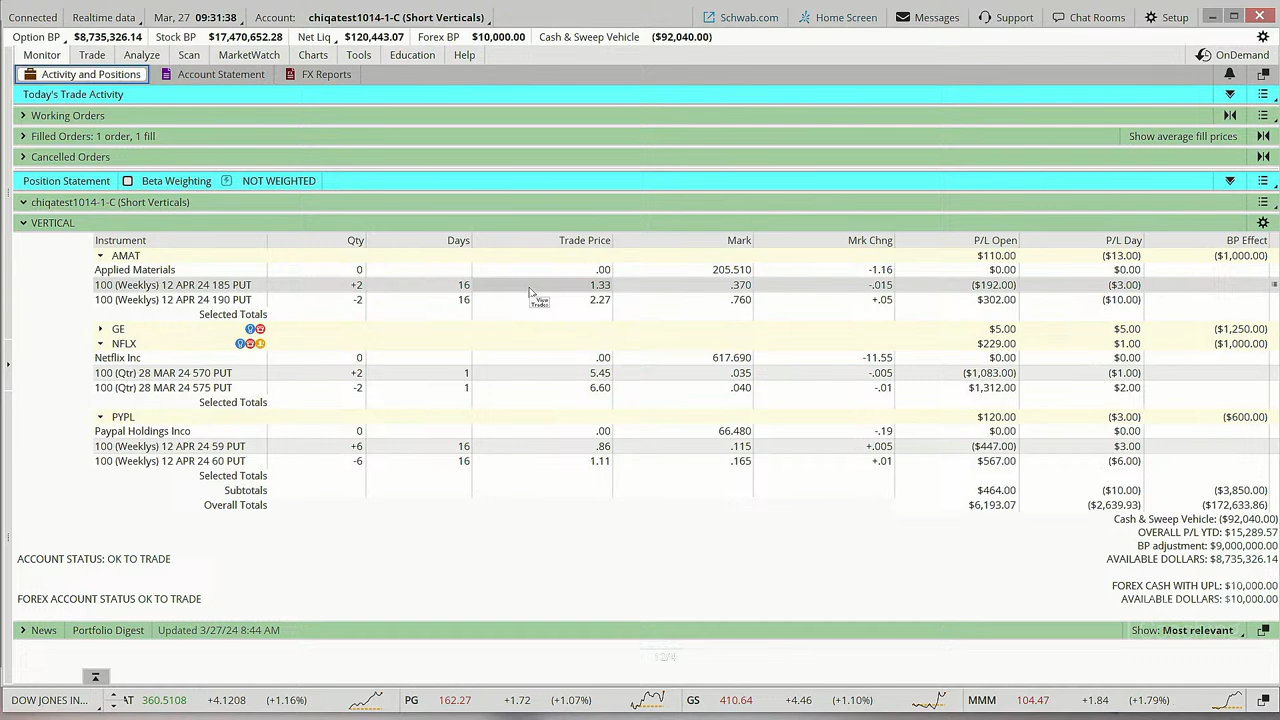 Connected Realtime data Mar, 27 09:31:38 Account: chiqatest1014-1-C (Short Verticals) Schwab.com Home Screen Messages Support Chat Rooms Setup
Option BP $8,735,326.14 Stock BP $17,470,652.28 Net Liq $120,443.07 Forex BP $10,000.00 Cash & Sweep Vehicle ($92,040.00)
Monitor Trade Analyze Scan MarketWatch Charts Tools Education Help OnDemand
Activity and Positions Account Statement FX Reports
Today's Trade Activity
Working Orders
Filled Orders: 1 order, 1 fill Show average fill prices
Cancelled Orders
Position Statement Beta Weighting NOT WEIGHTED
chiqatest1014-1-C (Short Verticals)
VERTICAL
Instrument Qty Days Trade Price Mark Mrk Chng P/L Open P/L Day BP Effect
AMAT $110.00 ($13.00) ($1,000.00)
Applied Materials 0 .00 205.510 -1.16 $0.00 $0.00
100 (Weeklys) 12 APR 24 185 PUT +2 16 1.33 .370 -.015 ($192.00) ($3.00)
View Trades
100 (Weeklys) 12 APR 24 190 PUT -2 16 2.27 .760 +.05 $302.00 ($10.00)
Selected Totals
GE $5.00 $5.00 ($1,250.00)
NFLX $229.00 $1.00 ($1,000.00)
Netflix Inc 0 .00 617.690 -11.55 $0.00 $0.00
100 (Qtr) 28 MAR 24 570 PUT +2 1 5.45 .035 -.005 ($1,083.00) ($1.00)
100 (Qtr) 28 MAR 24 575 PUT -2 1 6.60 .040 -.01 $1,312.00 $2.00
Selected Totals
PYPL $120.00 ($3.00) ($600.00)
Paypal Holdings Inco 0 .00 66.480 -.19 $0.00 $0.00
100 (Weeklys) 12 APR 24 59 PUT +6 16 .86 .115 +.005 ($447.00) $3.00
100 (Weeklys) 12 APR 24 60 PUT -6 16 1.11 .165 +.01 $567.00 ($6.00)
Selected Totals
Subtotals $464.00 ($10.00) ($3,850.00)
Overall Totals $6,193.07 ($2,639.93) ($172,633.86)
Cash & Sweep Vehicle: ($92,040.00)
OVERALL P/L YTD: $15,289.57
BP adjustment: $9,000,000.00
ACCOUNT STATUS: OK TO TRADE AVAILABLE DOLLARS: $8,735,326.14
FOREX CASH WITH UPL: $10,000.00
FOREX ACCOUNT STATUS OK TO TRADE AVAILABLE DOLLARS: $10,000.00
News Portfolio Digest Updated 3/27/24 8:44 AM Show: Most relevant
DOW JONES IN... AT 360.5108 +4.1208 (+1.16%) PG 162.27 +1.72 (+1.07%) GS 410.64 +4.46 (+1.10%) MMM 104.47 +1.84 (+1.79%)